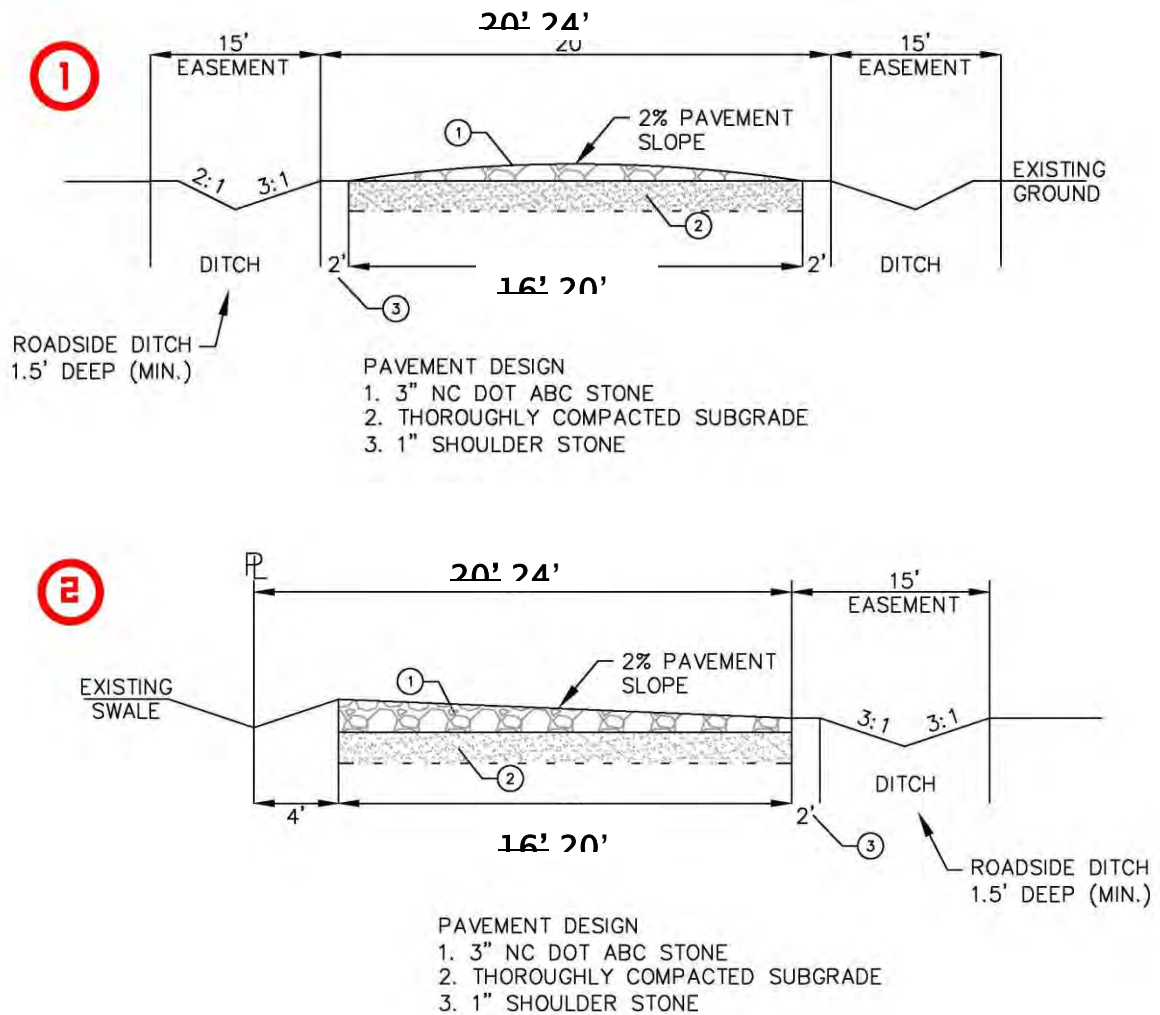 20' 24'
15'
20
15'
EASEMENT
EASEMENT
1
1
2% PAVEMENT
SLOPE
2:1
3:1
EXISTING
GROUND
2
DITCH
2'
2'
DITCH
16' 20'
3
ROADSIDE DITCH
1.5' DEEP (MIN.)
PAVEMENT DESIGN
1. 3" NC DOT ABC STONE
2. THOROUGHLY COMPACTED SUBGRADE
3. 1" SHOULDER STONE
PL
20' 24'
15'
EASEMENT
2
2% PAVEMENT
SLOPE
EXISTING
SWALE
1
3:1
3:1
2
DITCH
4'
2'
16' 20'
3
ROADSIDE DITCH
1.5' DEEP (MIN.)
PAVEMENT DESIGN
1. 3" NC DOT ABC STONE
2. THOROUGHLY COMPACTED SUBGRADE
3. 1" SHOULDER STONE